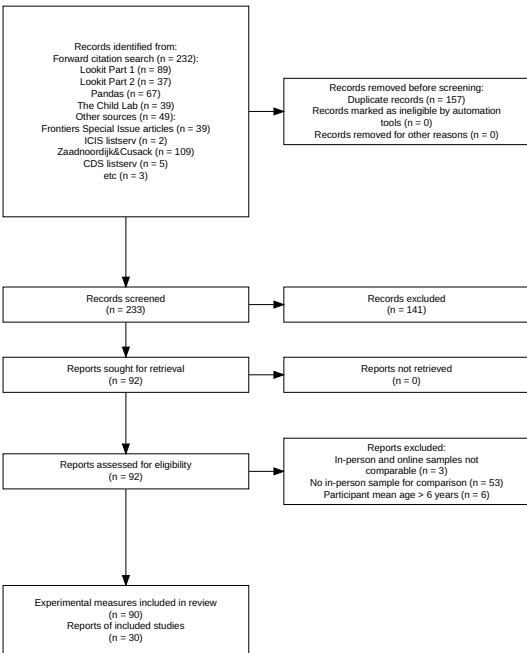 Records identified from:
Forward citation search (n = 232):
Lookit Part 1 (n = 89)
Lookit Part 2 (n = 37)
Pandas (n = 67)
The Child Lab (n = 39)
Other sources (n = 49):
Frontiers Special Issue articles (n = 39)
ICIS listserv (n = 2)
Zaadnoordijk&Cusack (n = 109)
CDS listserv (n = 5)
etc (n = 3)
Records removed before screening:
Duplicate records (n = 157)
Records marked as ineligible by automation
tools (n = 0)
Records removed for other reasons (n = 0)
Records screened
(n = 233)
Records excluded
(n = 141)
Reports sought for retrieval
(n = 92)
Reports not retrieved
(n = 0)
Reports assessed for eligibility
(n = 92)
Reports excluded:
In-person and online samples not
comparable (n = 3)
No in-person sample for comparison (n = 53)
Participant mean age > 6 years (n = 6)
Experimental measures included in review
(n = 90)
Reports of included studies
(n = 30)